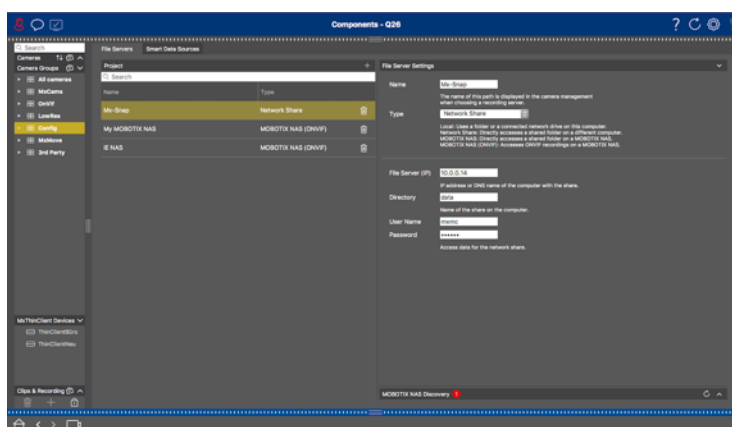 Components - Q26
?
Search
Cameras
Camera Groups
All cameras
MxCams
OnVif
LowRes
Config
MxMove
3rd Party
MxThinClient Devices
ThinClientBGro
ThinClientNeu
Clips & Recording
File Servers
Smart Data Sources
Project
+
Search
Name
Type
Mx-Snap
Network Share
My MOBOTIX NAS
MOBOTIX NAS (ONVIF)
IE NAS
MOBOTIX NAS (ONVIF)
File Server Settings
Name
Mx-Snap
The name of this path is displayed in the camera management
when choosing a recording server.
Type
Network Share
Local: Uses a folder or a connected network drive on this computer.
Network Share: Directly accesses a shared folder on a different computer.
MOBOTIX NAS: Directly accesses a shared folder on a MOBOTIX NAS.
MOBOTIX NAS (ONVIF): Accesses ONVIF recordings on a MOBOTIX NAS.
File Server (IP)
10.0.0.14
IP address or DNS name of the computer with the share.
Directory
data
Name of the share on the computer.
User Name
memc
Password
••••••
Access data for the network share.
MOBOTIX NAS Discovery
1